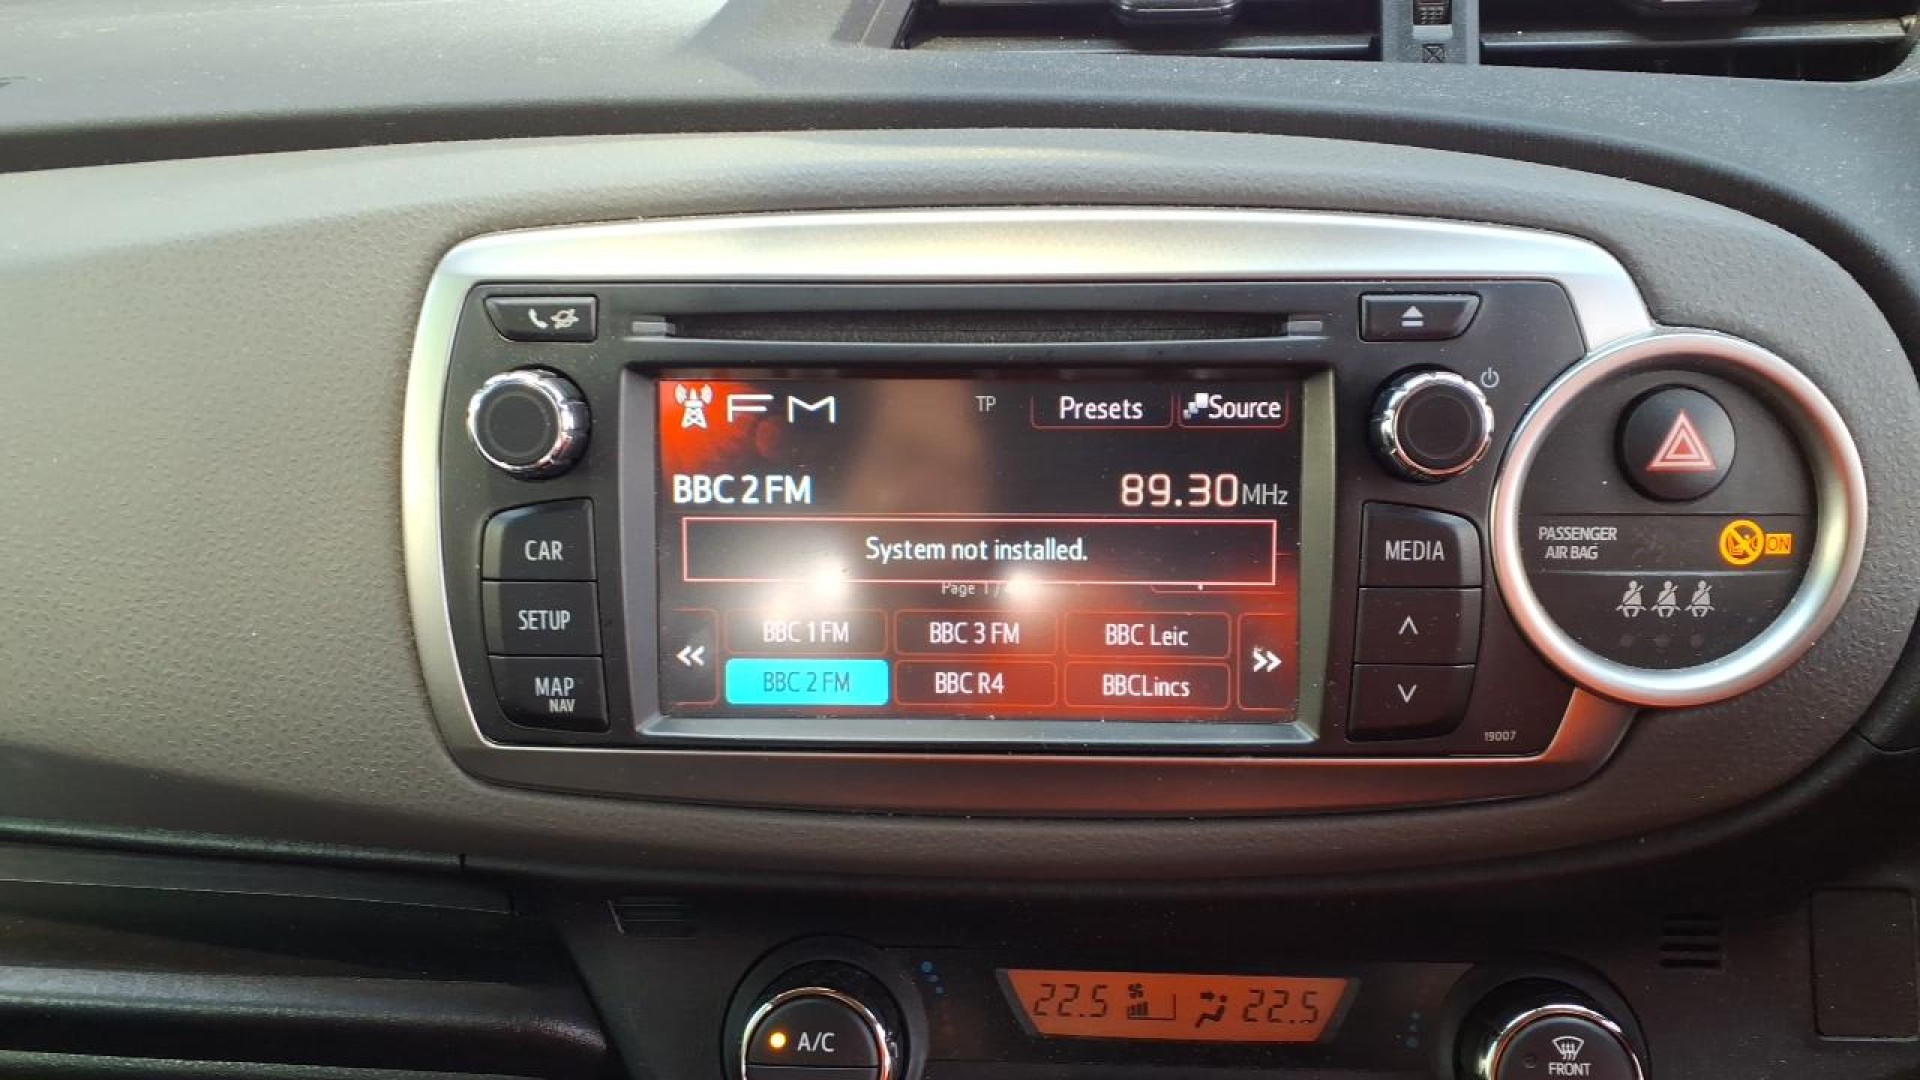 FM TP Presets Source
BBC 2 FM 89.30MHz
System not installed.
Page 1/
BBC 1 FM BBC 3 FM BBC Leic
« »
BBC 2 FM BBC R4 BBCLincs
CAR
SETUP
MAP
NAV
MEDIA
19007
PASSENGER
AIR BAG
ON
22.5 22.5
A/C
FRONT